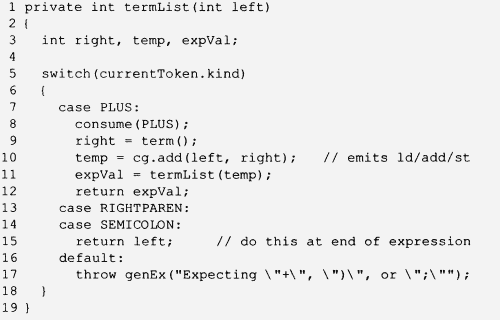 1 private int termList(int left)
2 {
3   int right, temp, expVal;
4
5   switch(currentToken.kind)
6   {
7     case PLUS:
8       consume(PLUS);
9       right = term();
10       temp = cg.add(left, right);   // emits ld/add/st
11       expVal = termList(temp);
12       return expVal;
13     case RIGHTPAREN:
14     case SEMICOLON:
15       return left;     // do this at end of expression
16     default:
17       throw genEx("Expecting \"+\", \")\", or \";\"");
18   }
19 }